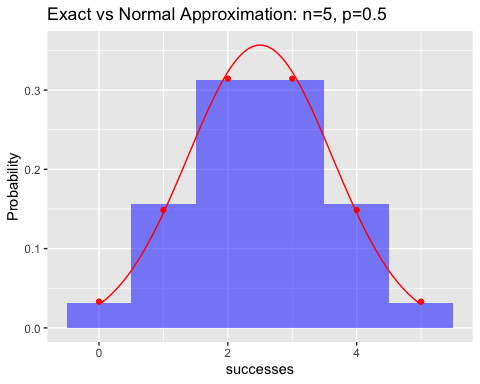 Exact vs Normal Approximation: n=5, p=0.5
Probability
0.3
0.2
0.1
0.0
0 2 4
successes